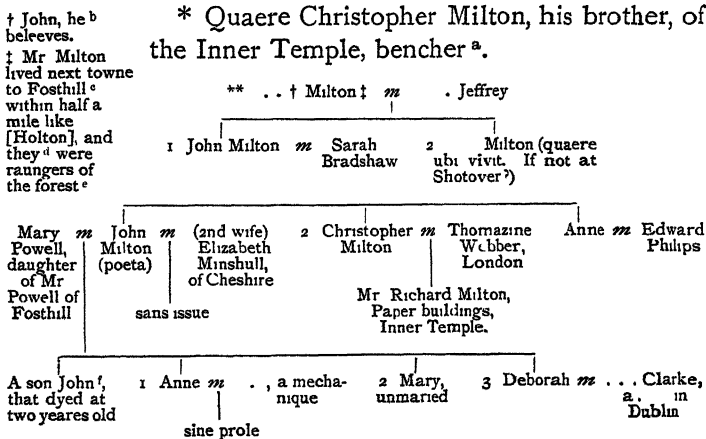 † John, he ᵇ
beleeves.
‡ Mr Milton
lived next towne
to Fosthill ᶜ
within half a
mile like
[Holton], and
they ᵈ were
raungers of
the forest ᵉ
* Quaere Christopher Milton, his brother, of
the Inner Temple, bencher ᵃ.
** . . † Milton ‡ m . Jeffrey
1 John Milton m Sarah Bradshaw 2 Milton (quaere
ubi vivit. If not at
Shotover ?)
Mary
Powell,
daughter
of Mr
Powell of
Fosthill
m
John
Milton
(poeta)
m
(2nd wife)
Elizabeth
Minshull,
of Cheshire
sans issue
2 Christopher
Milton
m
Thomazine
Webber,
London
Mr Richard Milton,
Paper buildings,
Inner Temple.
Anne m Edward
Philips
A son John ᶠ,
that dyed at
two yeares old
1 Anne m . , a mecha-
nique
sine prole
2 Mary,
unmaried
3 Deborah m . . . Clarke,
a . in
Dublin